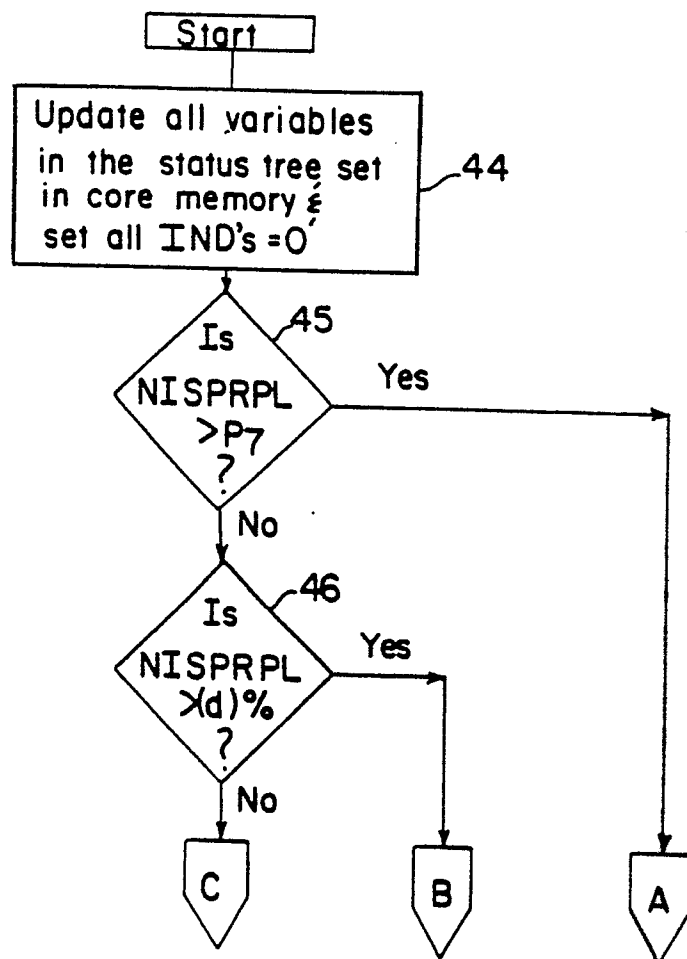 Start
Update all variables
in the status tree set
in core memory &
set all IND's = 0
44
45
Is
NISPRPL
>P7
?
Yes
No
46
Is
NISPRPL
>(d)%
?
Yes
No
C
B
A